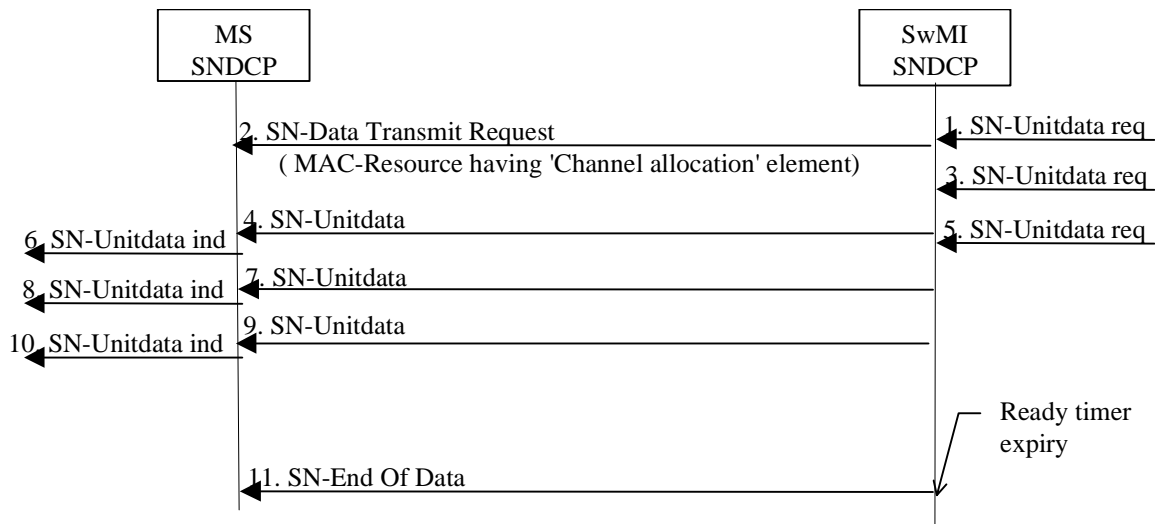 MS
SNDCP
SwMI
SNDCP
1. SN-Unitdata req
2. SN-Data Transmit Request
( MAC-Resource having 'Channel allocation' element)
3. SN-Unitdata req
4. SN-Unitdata
5. SN-Unitdata req
6. SN-Unitdata ind
7. SN-Unitdata
8. SN-Unitdata ind
9. SN-Unitdata
10. SN-Unitdata ind
Ready timer
expiry
11. SN-End Of Data